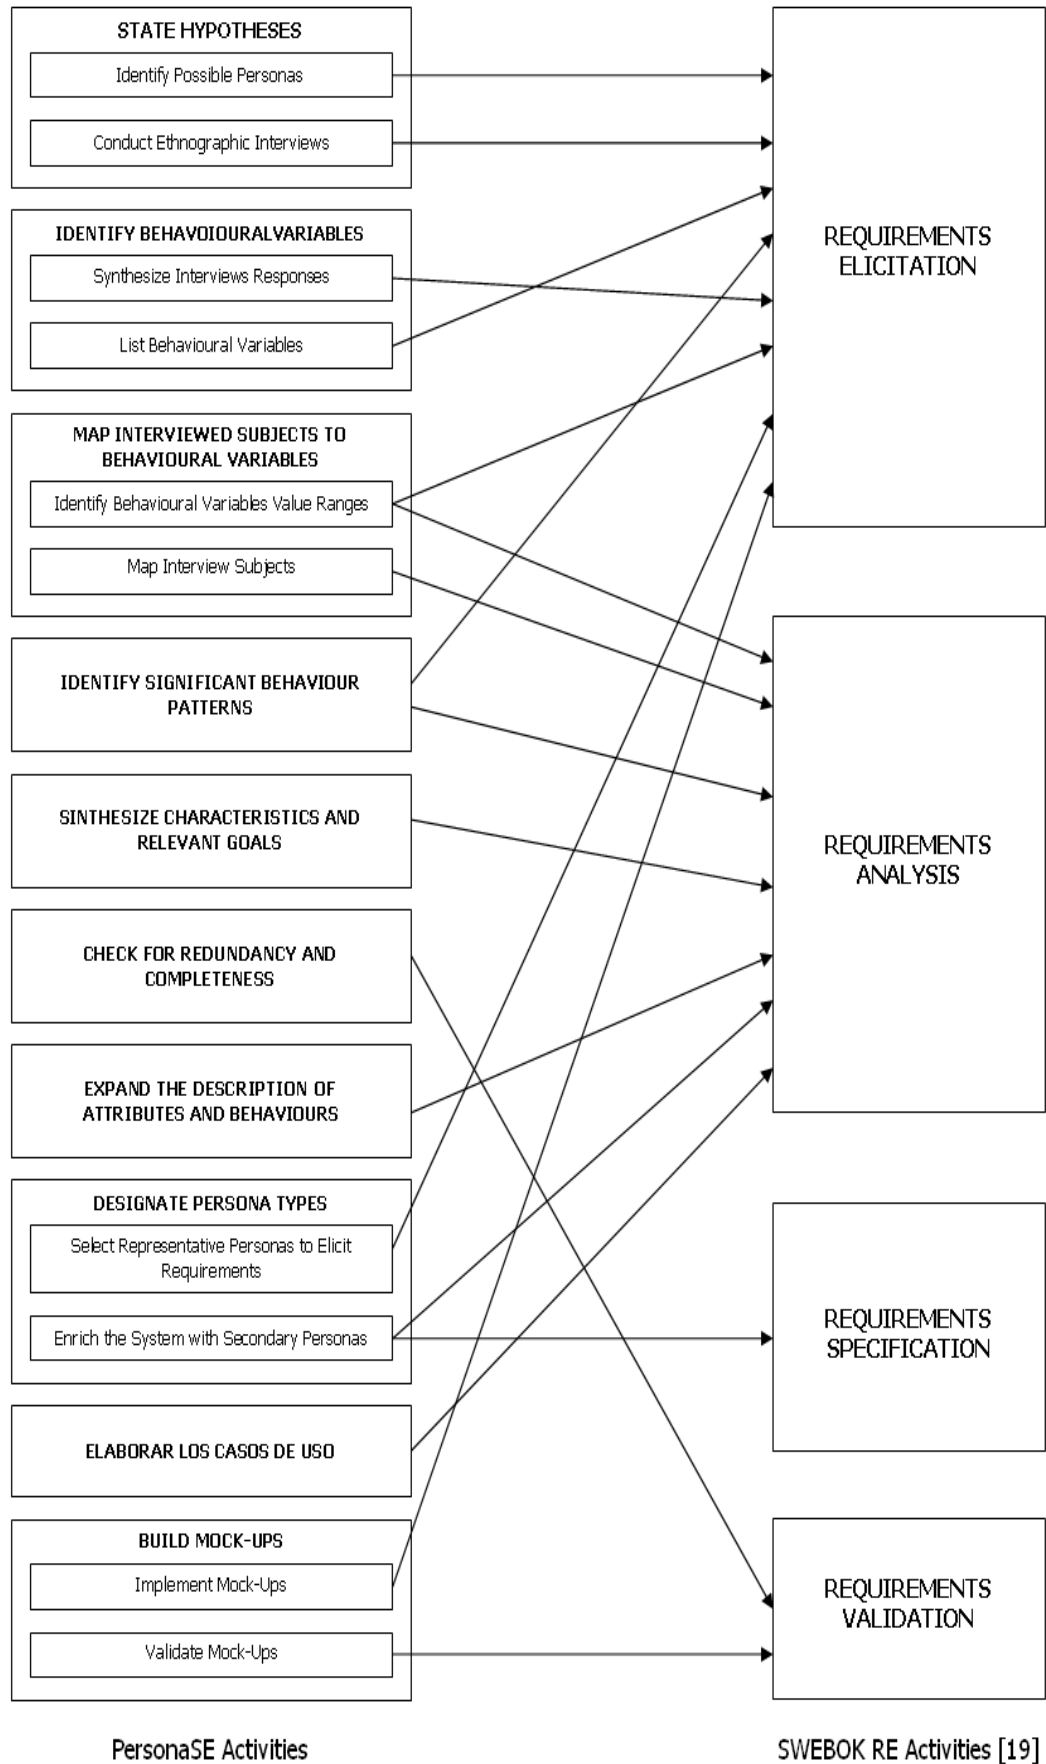 STATE HYPOTHESES
Identify Possible Personas
Conduct Ethnographic Interviews
IDENTIFY BEHAVOIOURALVARIABLES
Synthesize Interviews Responses
List Behavioural Variables
MAP INTERVIEWED SUBJECTS TO
BEHAVIOURAL VARIABLES
Identify Behavioural Variables Value Ranges
Map Interview Subjects
IDENTIFY SIGNIFICANT BEHAVIOUR
PATTERNS
SINTHESIZE CHARACTERISTICS AND
RELEVANT GOALS
CHECK FOR REDUNDANCY AND
COMPLETENESS
EXPAND THE DESCRIPTION OF
ATTRIBUTES AND BEHAVIOURS
DESIGNATE PERSONA TYPES
Select Representative Personas to Elicit
Requirements
Enrich the System with Secondary Personas
ELABORAR LOS CASOS DE USO
BUILD MOCK-UPS
Implement Mock-Ups
Validate Mock-Ups
PersonaSE Activities
REQUIREMENTS
ELICITATION
REQUIREMENTS
ANALYSIS
REQUIREMENTS
SPECIFICATION
REQUIREMENTS
VALIDATION
SWEBOK RE Activities [19]